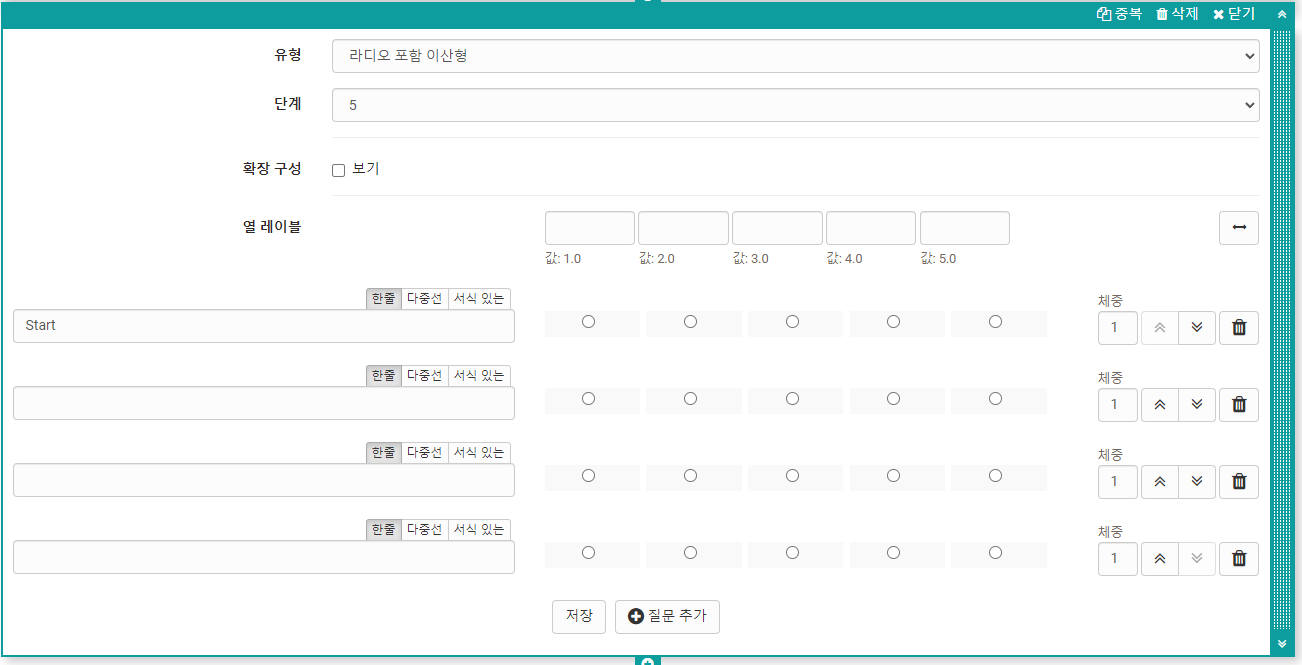 중복 삭제 닫기
유형 라디오 포함 이산형
단계 5
확장 구성 보기
열 레이블
값: 1.0 값: 2.0 값: 3.0 값: 4.0 값: 5.0
한줄 다중선 서식 있는 체중
Start 1
한줄 다중선 서식 있는 체중
1
한줄 다중선 서식 있는 체중
1
한줄 다중선 서식 있는 체중
1
저장 질문 추가